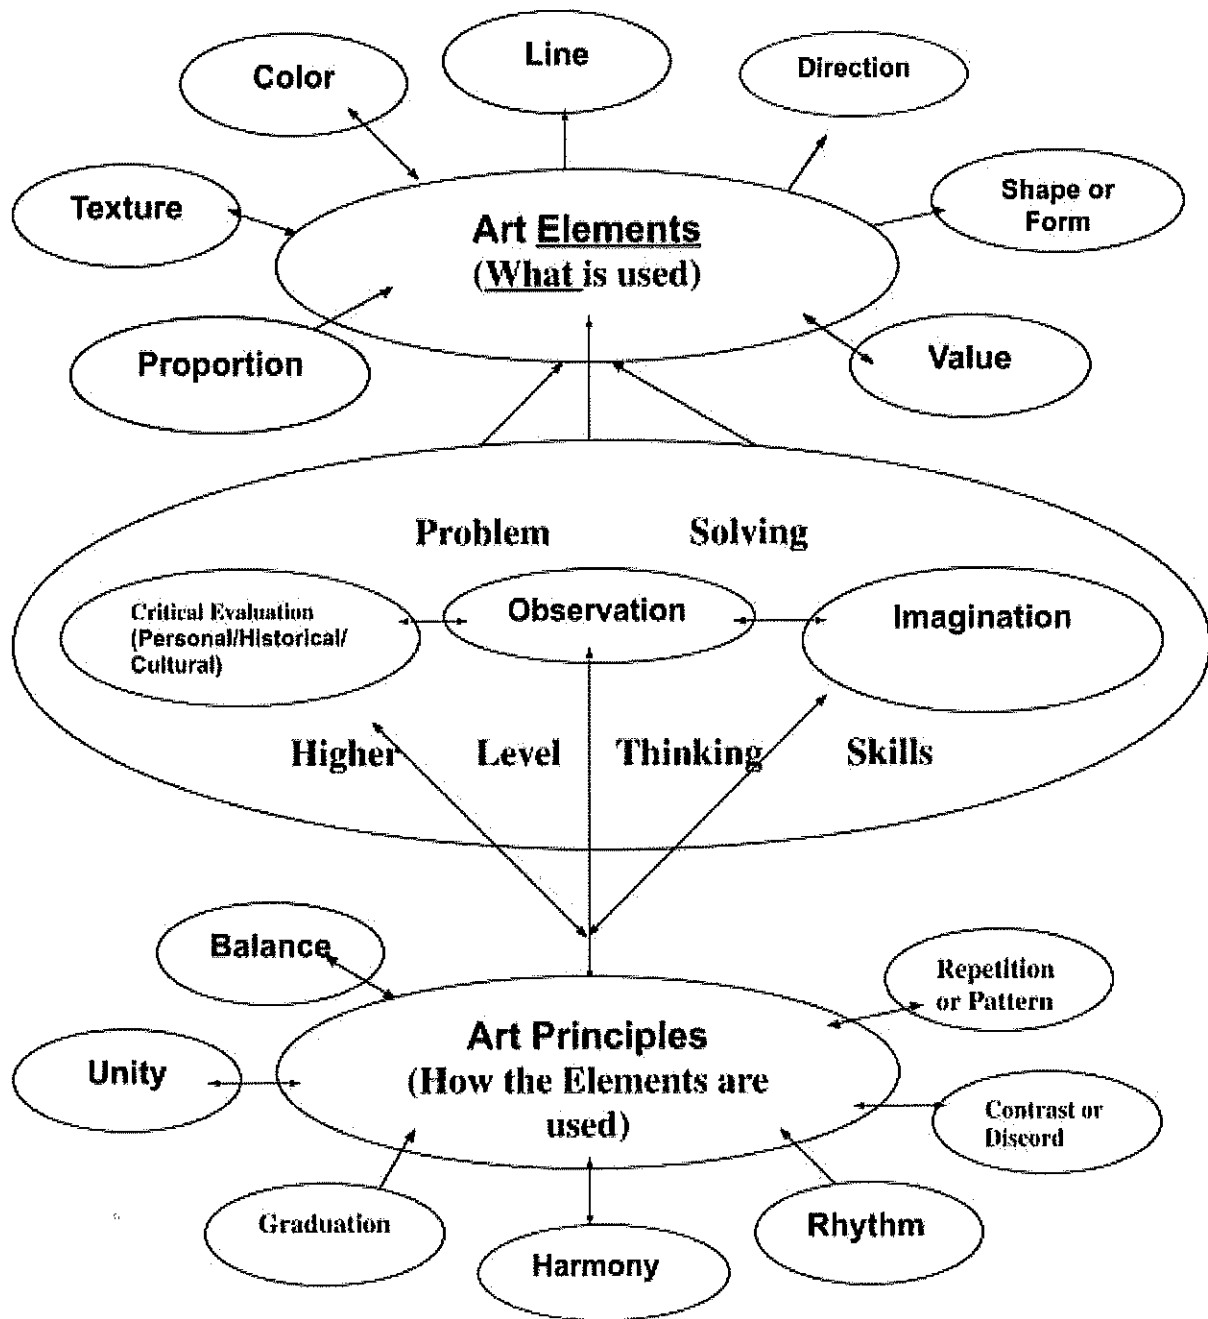 Line
Color
Direction
Texture
Shape or
Form
Art Elements
(What is used)
Proportion
Value
Problem Solving
Critical Evaluation
(Personal/Historical/
Cultural)
Observation
Imagination
Higher Level Thinking Skills
Balance
Repetition
or Pattern
Art Principles
(How the Elements are
used)
Unity
Contrast or
Discord
Graduation
Harmony
Rhythm